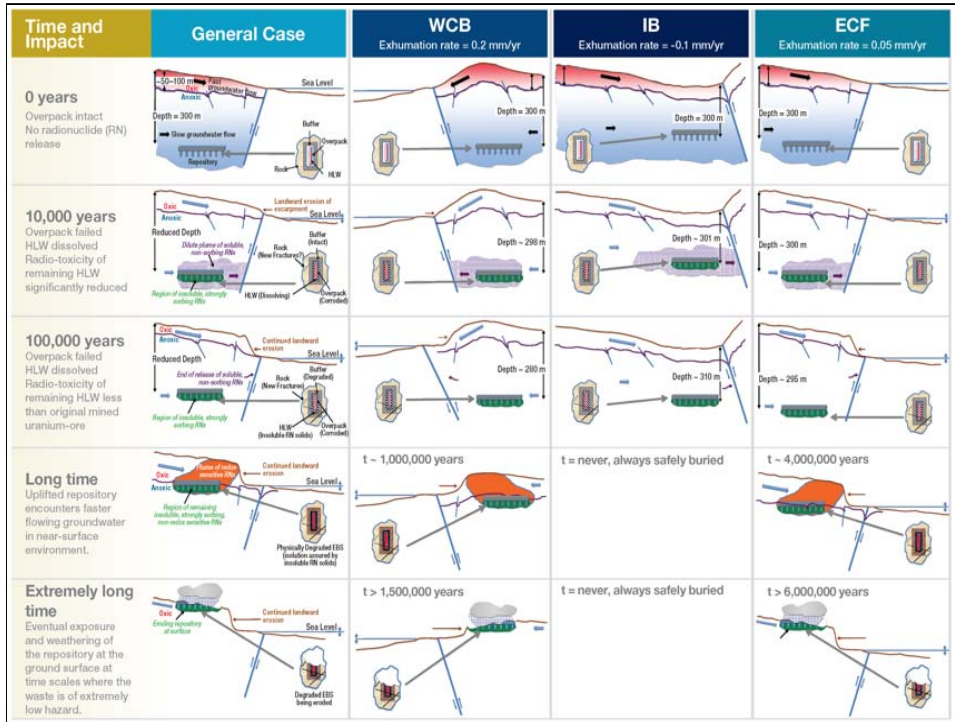 Time and
Impact
General Case
WCB
Exhumation rate = 0.2 mm/yr
IB
Exhumation rate = -0.1 mm/yr
ECF
Exhumation rate = 0.05 mm/yr
0 years
Overpack intact
No radionuclide (RN)
release
~50–100 m
Fast
groundwater flow
Oxic
Anoxic
Sea Level
Depth = 300 m
Slow groundwater flow
Repository
Buffer
Overpack
Rock
HLW
Depth = 300 m
Depth = 300 m
Depth = 300 m
10,000 years
Overpack failed
HLW dissolved
Radio-toxicity of
remaining HLW
significantly reduced
Oxic
Anoxic
Landward erosion of
escarpment
Sea Level
Reduced Depth
Dilute plume of soluble,
non-sorbing RNs
Rock
(New Fractures?)
Buffer
(Intact)
Region of insoluble, strongly
sorbing RNs
HLW (Dissolving)
Overpack
(Corroded)
Depth ~ 298 m
Depth ~ 301 m
Depth ~ 300 m
100,000 years
Overpack failed
HLW dissolved
Radio-toxicity of
remaining HLW less
than original mined
uranium-ore
Oxic
Anoxic
Continued landward
erosion
Sea Level
Reduced Depth
End of release of soluble,
non-sorbing RNs
Rock
(New Fractures)
Buffer
(Degraded)
Region of insoluble, strongly
sorbing RNs
HLW
(Insoluble RN solids)
Overpack
(Corroded)
Depth ~ 280 m
Depth ~ 310 m
Depth ~ 295 m
Long time
Uplifted repository
encounters faster
flowing groundwater
in near-surface
environment.
Plume of redox
sensitive RNs
Oxic
Anoxic
Continued landward
erosion
Sea Level
Region of remaining
insoluble, strongly sorbing,
non-redox sensitive RNs
Physically Degraded EBS
(isolation assured by
insoluble RN solids)
t ~ 1,000,000 years
t = never, always safely buried
t ~ 4,000,000 years
Extremely long
time
Eventual exposure
and weathering of
the repository at the
ground surface at
time scales where the
waste is of extremely
low hazard.
Oxic
Eroding repository
at surface
Continued landward
erosion
Sea Level
Degraded EBS
being eroded
t > 1,500,000 years
t = never, always safely buried
t > 6,000,000 years